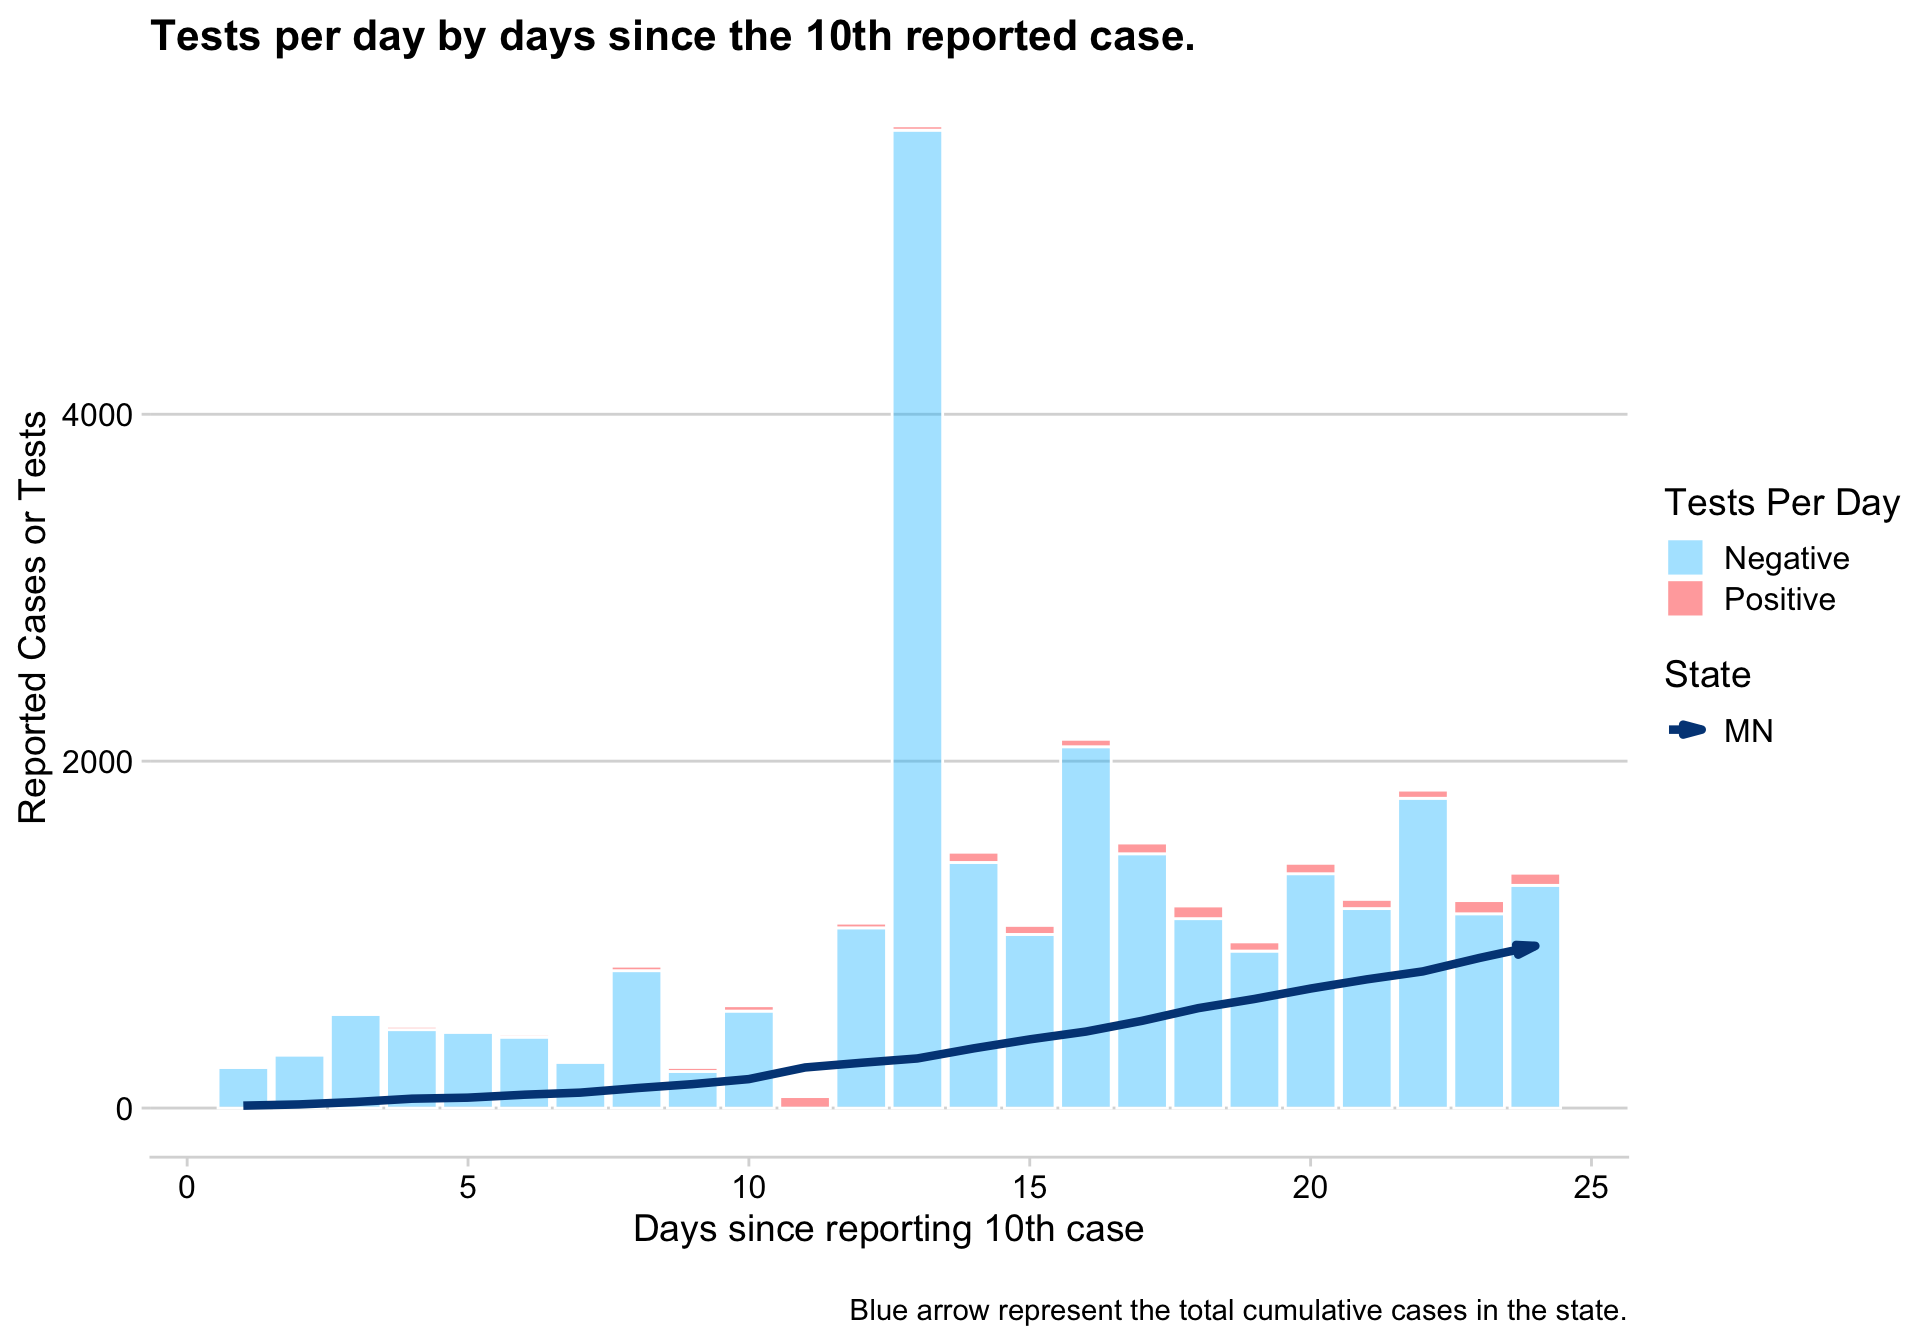 Tests per day by days since the 10th reported case.
Reported Cases or Tests
4000
2000
0
0 5 10 15 20 25
Days since reporting 10th case
Tests Per Day
Negative
Positive
State
MN
Blue arrow represent the total cumulative cases in the state.